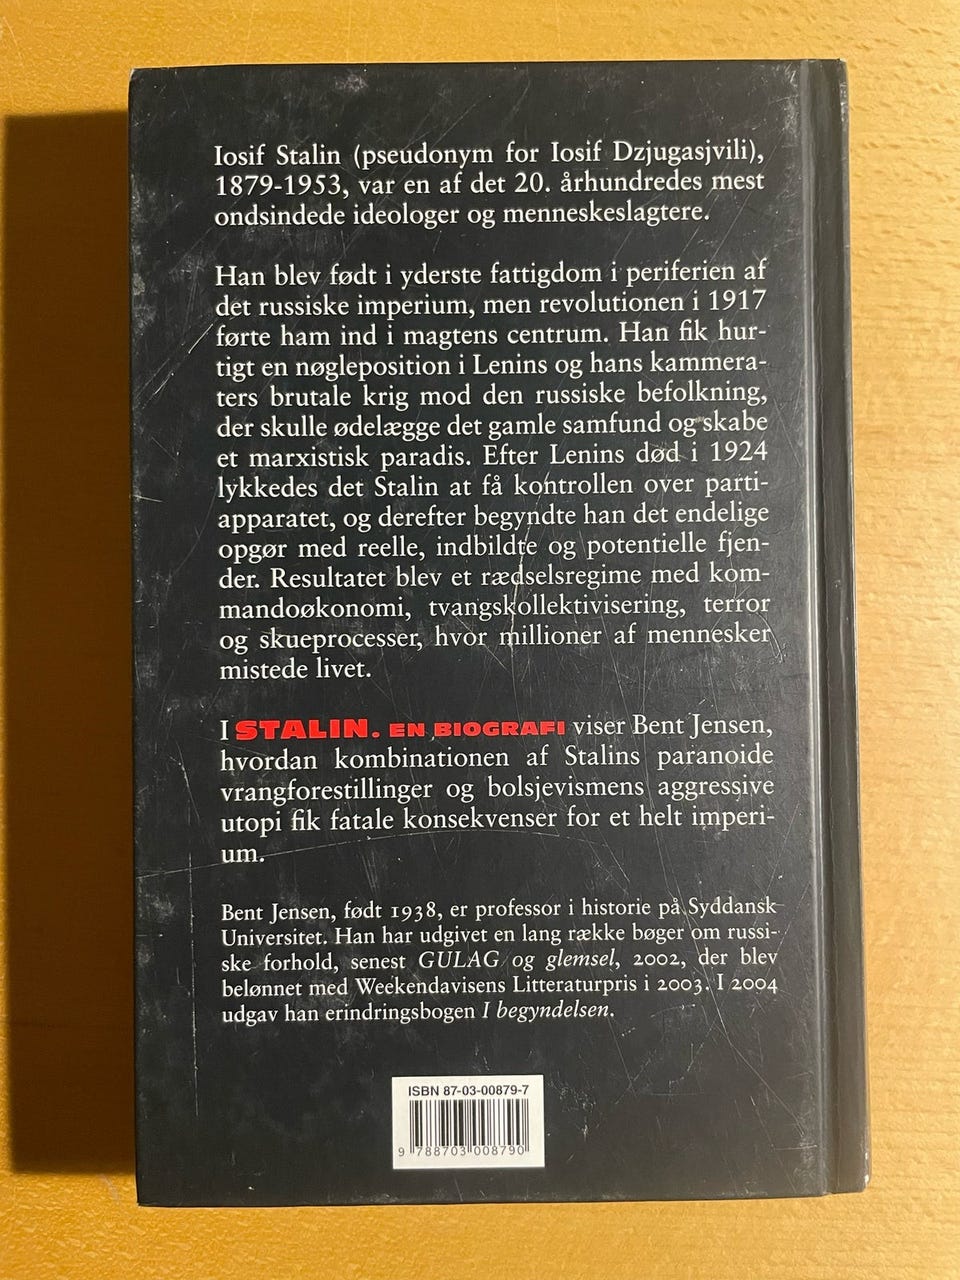 Iosif Stalin (pseudonym for Iosif Dzjugasjvili),
1879-1953, var en af det 20. århundredes mest
ondsindede ideologer og menneskeslagtere.
Han blev født i yderste fattigdom i periferien af
det russiske imperium, men revolutionen i 1917
førte ham ind i magtens centrum. Han fik hur-
tigt en nøgleposition i Lenins og hans kammera-
ters brutale krig mod den russiske befolkning,
der skulle ødelægge det gamle samfund og skabe
et marxistisk paradis. Efter Lenins død i 1924
lykkedes det Stalin at få kontrollen over parti-
apparatet, og derefter begyndte han det endelige
opgør med reelle, indbildte og potentielle fjen-
der. Resultatet blev et rædselsregime med kom-
mandoøkonomi, tvangskollektivisering, terror
og skueprocesser, hvor millioner af mennesker
mistede livet.
I STALIN. EN BIOGRAFI viser Bent Jensen,
hvordan kombinationen af Stalins paranoide
vrangforestillinger og bolsjevismens aggressive
utopi fik fatale konsekvenser for et helt imperi-
um.
Bent Jensen, født 1938, er professor i historie på Syddansk
Universitet. Han har udgivet en lang række bøger om russi-
ske forhold, senest GULAG og glemsel, 2002, der blev
belønnet med Weekendavisens Litteraturpris i 2003. I 2004
udgav han erindringsbogen I begyndelsen.
ISBN 87-03-00879-7
9 788703 008790